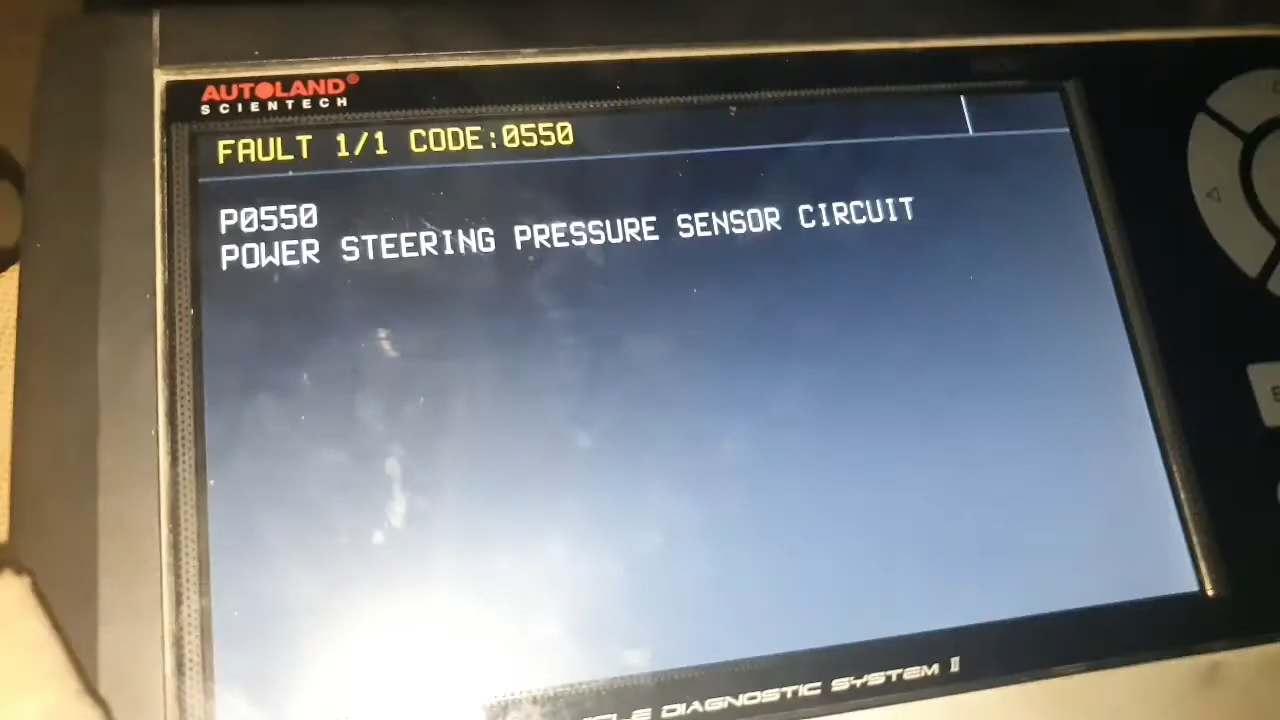 AUTOLAND®
SCIENTECH
FAULT 1/1 CODE:0550
P0550
POWER STEERING PRESSURE SENSOR CIRCUIT
DIAGNOSTIC SYSTEM II